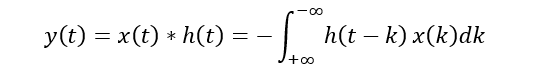 y(t) = x(t) * h(t) = -∫_{+∞}^{-∞} h(t - k) x(k)dk